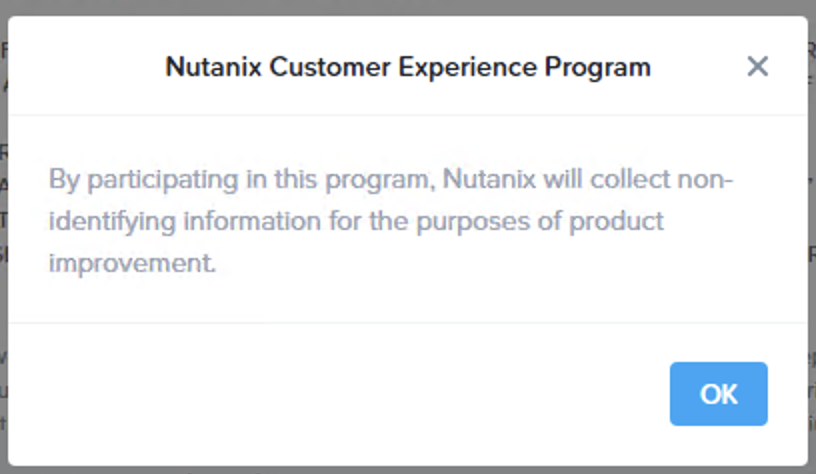 Nutanix Customer Experience Program
By participating in this program, Nutanix will collect non-
identifying information for the purposes of product
improvement.
OK